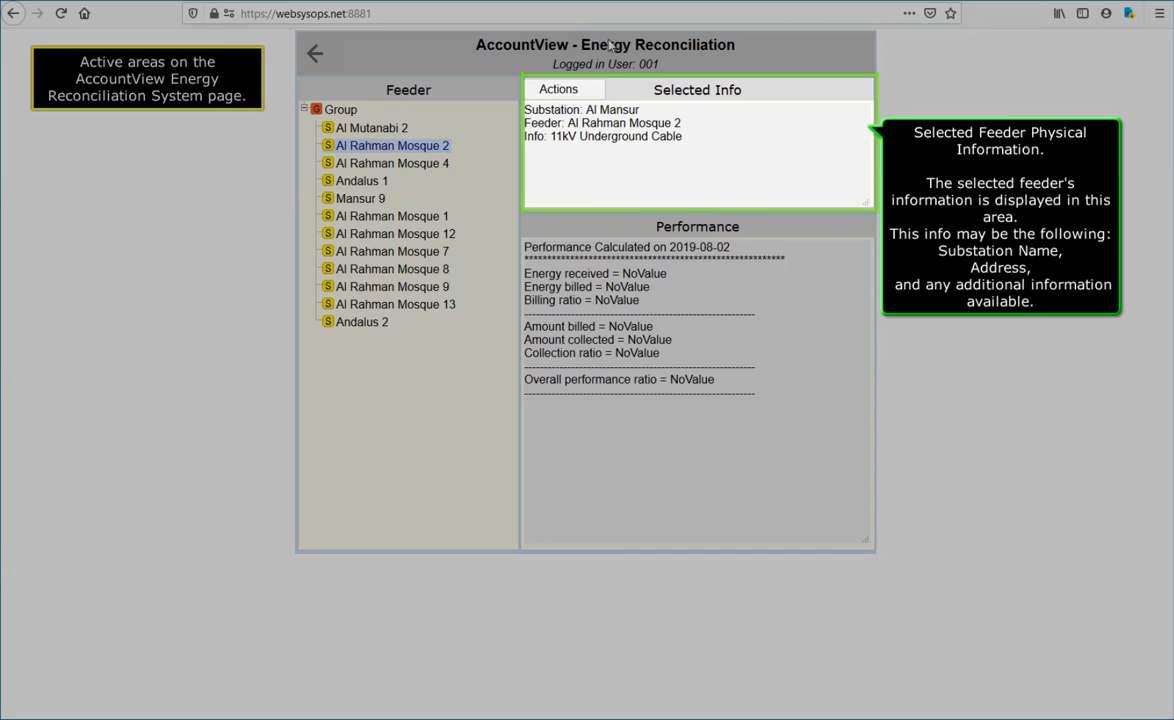 https://websysops.net:8881
Active areas on the
AccountView Energy
Reconciliation System page.
AccountView - Energy Reconciliation
Logged in User: 001
Feeder
Group
Al Mutanabi 2
Al Rahman Mosque 2
Al Rahman Mosque 4
Andalus 1
Mansur 9
Al Rahman Mosque 1
Al Rahman Mosque 12
Al Rahman Mosque 7
Al Rahman Mosque 8
Al Rahman Mosque 9
Al Rahman Mosque 13
Andalus 2
Actions
Selected Info
Substation: Al Mansur
Feeder: Al Rahman Mosque 2
Info: 11kV Underground Cable
Performance
Performance Calculated on 2019-08-02
************************************************************
Energy received = NoValue
Energy billed = NoValue
Billing ratio = NoValue
----------------------------------------------------------
Amount billed = NoValue
Amount collected = NoValue
Collection ratio = NoValue
----------------------------------------------------------
Overall performance ratio = NoValue
----------------------------------------------------------
Selected Feeder Physical
Information.
The selected feeder's
information is displayed in this
area.
This info may be the following:
Substation Name,
Address,
and any additional information
available.